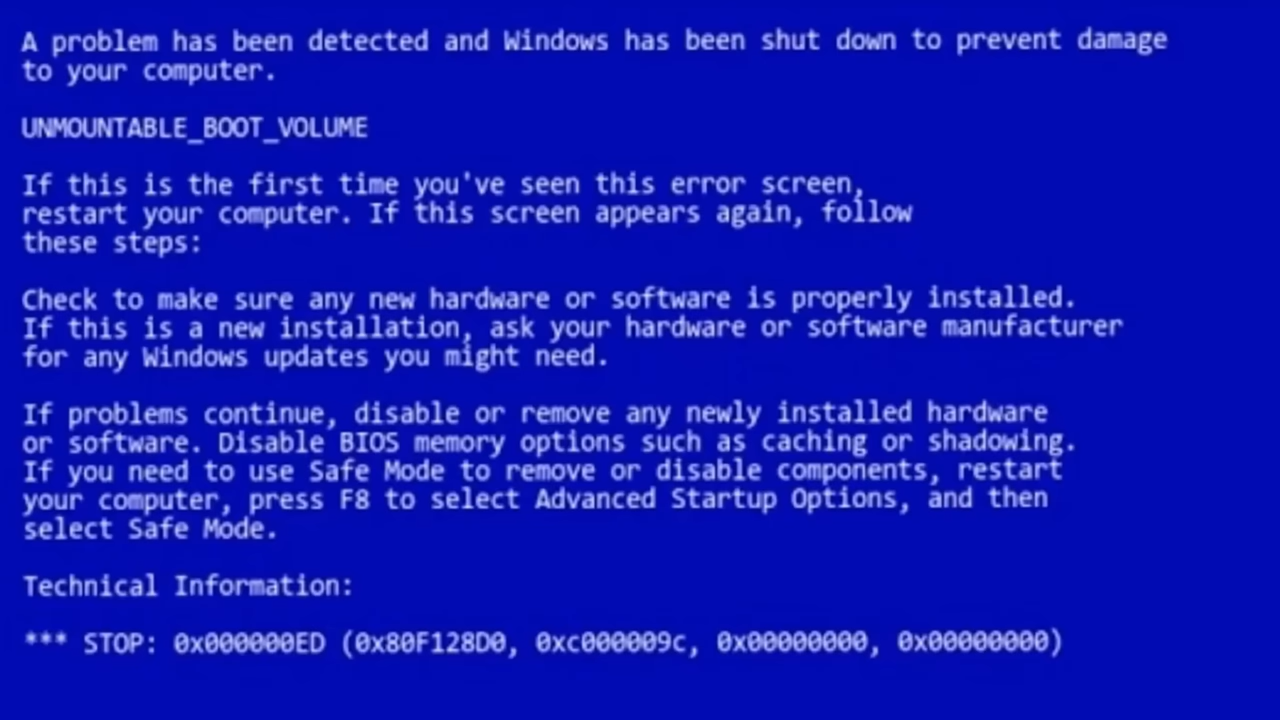 A problem has been detected and Windows has been shut down to prevent damage
to your computer.
UNMOUNTABLE_BOOT_VOLUME
If this is the first time you've seen this error screen,
restart your computer. If this screen appears again, follow
these steps:
Check to make sure any new hardware or software is properly installed.
If this is a new installation, ask your hardware or software manufacturer
for any Windows updates you might need.
If problems continue, disable or remove any newly installed hardware
or software. Disable BIOS memory options such as caching or shadowing.
If you need to use Safe Mode to remove or disable components, restart
your computer, press F8 to select Advanced Startup Options, and then
select Safe Mode.
Technical Information:
*** STOP: 0x000000ED (0x80F128D0, 0xc000009c, 0x00000000, 0x00000000)